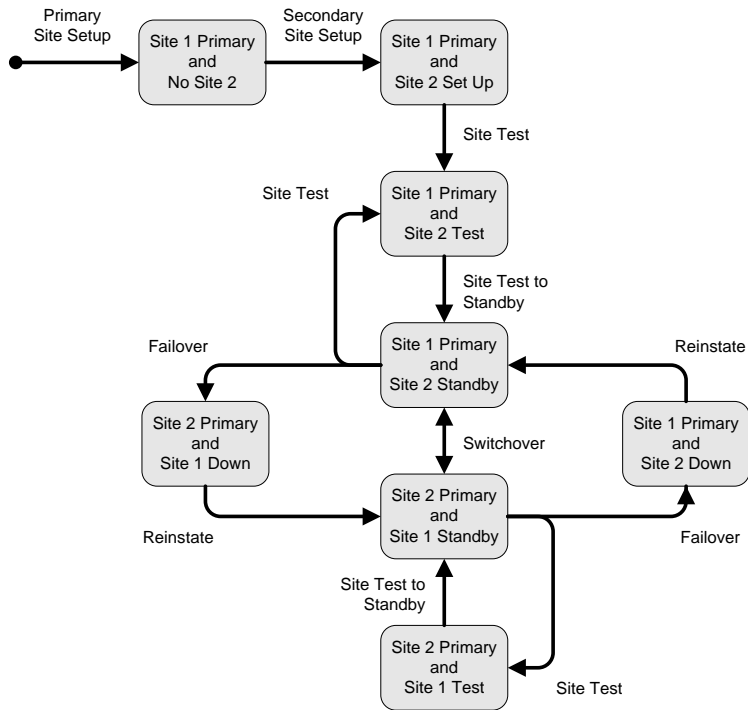 Primary
Site Setup
Secondary
Site Setup
Site 1 Primary
and
No Site 2
Site 1 Primary
and
Site 2 Set Up
Site Test
Site Test
Site 1 Primary
and
Site 2 Test
Site Test to
Standby
Failover
Site 1 Primary
and
Site 2 Standby
Reinstate
Site 2 Primary
and
Site 1 Down
Switchover
Site 1 Primary
and
Site 2 Down
Reinstate
Site 2 Primary
and
Site 1 Standby
Failover
Site Test to
Standby
Site 2 Primary
and
Site 1 Test
Site Test